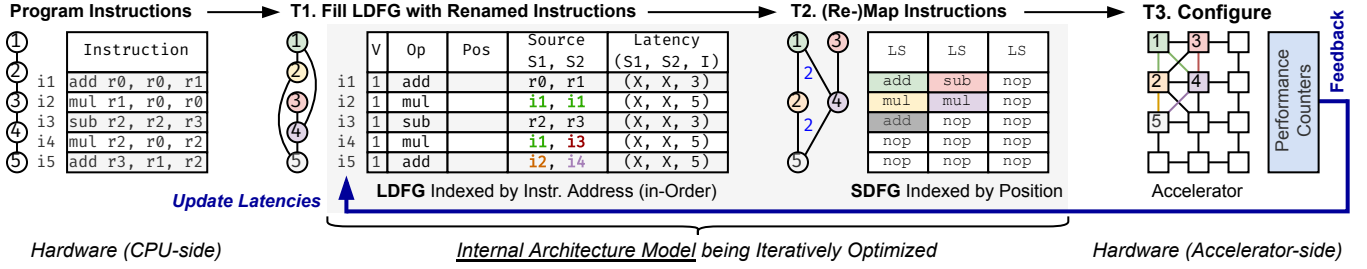 Program Instructions
T1. Fill LDFG with Renamed Instructions
T2. (Re-)Map Instructions
T3. Configure
1
2
3
4
5
Instruction
i1 add r0, r0, r1
i2 mul r1, r0, r0
i3 sub r2, r2, r3
i4 mul r2, r0, r2
i5 add r3, r1, r2
1
2
3
4
5
V Op Pos Source Latency
S1, S2 (S1, S2, I)
i1 1 add r0, r1 (X, X, 3)
i2 1 mul i1, i1 (X, X, 5)
i3 1 sub r2, r3 (X, X, 3)
i4 1 mul i1, i3 (X, X, 5)
i5 1 add i2, i4 (X, X, 5)
LDFG Indexed by Instr. Address (in-Order)
1 3
2
2 4
2
5
LS LS LS
add sub nop
mul mul nop
add nop nop
nop nop nop
nop nop nop
SDFG Indexed by Position
1 3
2 4
5
Accelerator
Performance
Counters
Feedback
Update Latencies
Hardware (CPU-side)
Internal Architecture Model being Iteratively Optimized
Hardware (Accelerator-side)